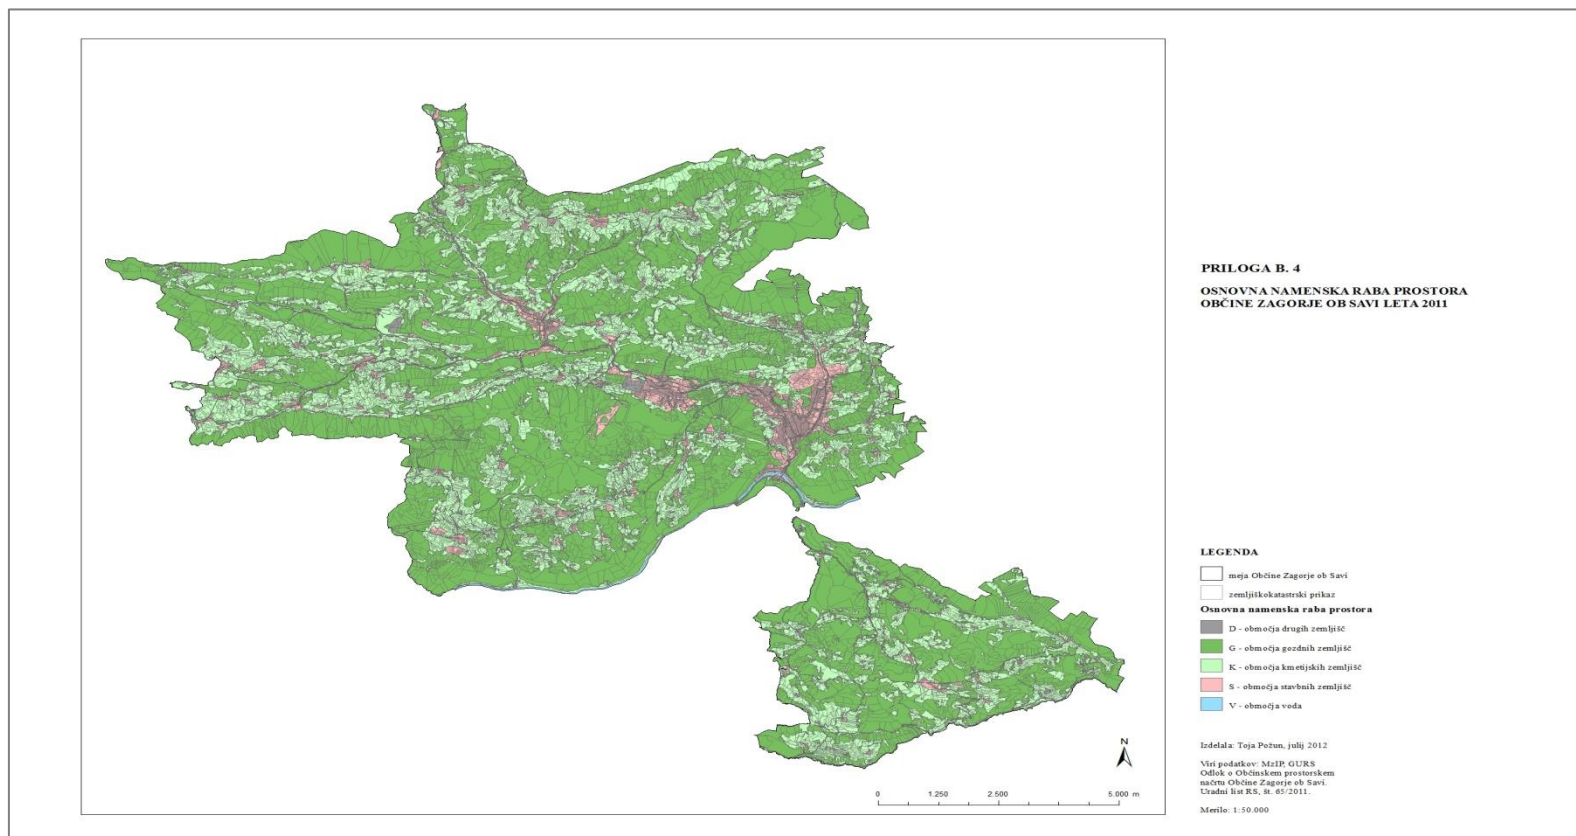 PRILOGA B. 4
OSNOVNA NAMENSKA RABA PROSTORA
OBČINE ZAGORJE OB SAVI LETA 2011
LEGENDA
meja Občine Zagorje ob Savi
zemljiškokatastrski prikaz
Osnovna namenska raba prostora
D - območja drugih zemljišč
G - območja gozdnih zemljišč
K - območja kmetijskih zemljišč
S - območja stavbnih zemljišč
V - območja voda
N
0 1.250 2.500 5.000 m
Izdelala: Toja Požun, julij 2012
Viri podatkov: MzIP, GURS
Odlok o Občinskem prostorskem
načrtu Občine Zagorje ob Savi.
Uradni list RS, št. 65/2011.
Merilo: 1:50.000